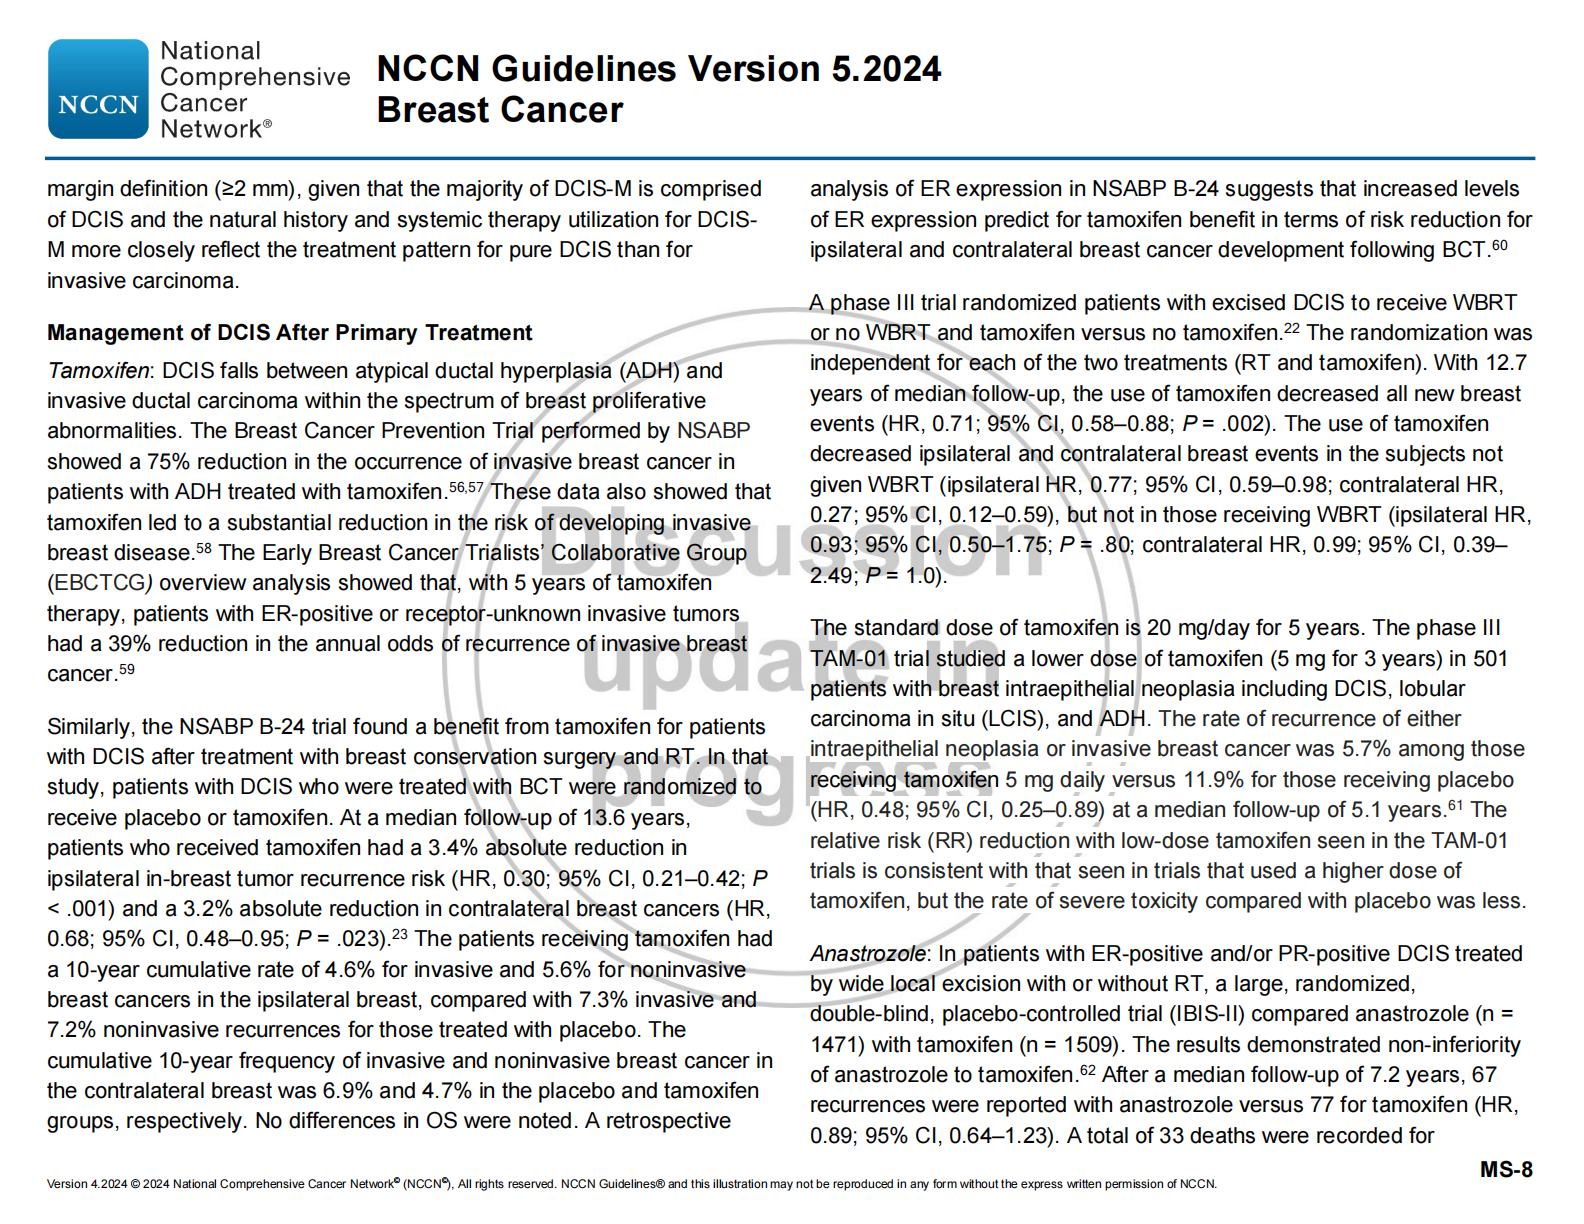 National
Comprehensive
Cancer
Network®
NCCN
NCCN Guidelines Version 5.2024
Breast Cancer
margin definition (≥2 mm), given that the majority of DCIS-M is comprised
of DCIS and the natural history and systemic therapy utilization for DCIS-
M more closely reflect the treatment pattern for pure DCIS than for
invasive carcinoma.
Management of DCIS After Primary Treatment
Tamoxifen: DCIS falls between atypical ductal hyperplasia (ADH) and
invasive ductal carcinoma within the spectrum of breast proliferative
abnormalities. The Breast Cancer Prevention Trial performed by NSABP
showed a 75% reduction in the occurrence of invasive breast cancer in
patients with ADH treated with tamoxifen.56,57 These data also showed that
tamoxifen led to a substantial reduction in the risk of developing invasive
breast disease.58 The Early Breast Cancer Trialists’ Collaborative Group
(EBCTCG) overview analysis showed that, with 5 years of tamoxifen
therapy, patients with ER-positive or receptor-unknown invasive tumors
had a 39% reduction in the annual odds of recurrence of invasive breast
cancer.59
Similarly, the NSABP B-24 trial found a benefit from tamoxifen for patients
with DCIS after treatment with breast conservation surgery and RT. In that
study, patients with DCIS who were treated with BCT were randomized to
receive placebo or tamoxifen. At a median follow-up of 13.6 years,
patients who received tamoxifen had a 3.4% absolute reduction in
ipsilateral in-breast tumor recurrence risk (HR, 0.30; 95% CI, 0.21–0.42; P
< .001) and a 3.2% absolute reduction in contralateral breast cancers (HR,
0.68; 95% CI, 0.48–0.95; P = .023).23 The patients receiving tamoxifen had
a 10-year cumulative rate of 4.6% for invasive and 5.6% for noninvasive
breast cancers in the ipsilateral breast, compared with 7.3% invasive and
7.2% noninvasive recurrences for those treated with placebo. The
cumulative 10-year frequency of invasive and noninvasive breast cancer in
the contralateral breast was 6.9% and 4.7% in the placebo and tamoxifen
groups, respectively. No differences in OS were noted. A retrospective
analysis of ER expression in NSABP B-24 suggests that increased levels
of ER expression predict for tamoxifen benefit in terms of risk reduction for
ipsilateral and contralateral breast cancer development following BCT.60
A phase III trial randomized patients with excised DCIS to receive WBRT
or no WBRT and tamoxifen versus no tamoxifen.22 The randomization was
independent for each of the two treatments (RT and tamoxifen). With 12.7
years of median follow-up, the use of tamoxifen decreased all new breast
events (HR, 0.71; 95% CI, 0.58–0.88; P = .002). The use of tamoxifen
decreased ipsilateral and contralateral breast events in the subjects not
given WBRT (ipsilateral HR, 0.77; 95% CI, 0.59–0.98; contralateral HR,
0.27; 95% CI, 0.12–0.59), but not in those receiving WBRT (ipsilateral HR,
0.93; 95% CI, 0.50–1.75; P = .80; contralateral HR, 0.99; 95% CI, 0.39–
2.49; P = 1.0).
The standard dose of tamoxifen is 20 mg/day for 5 years. The phase III
TAM-01 trial studied a lower dose of tamoxifen (5 mg for 3 years) in 501
patients with breast intraepithelial neoplasia including DCIS, lobular
carcinoma in situ (LCIS), and ADH. The rate of recurrence of either
intraepithelial neoplasia or invasive breast cancer was 5.7% among those
receiving tamoxifen 5 mg daily versus 11.9% for those receiving placebo
(HR, 0.48; 95% CI, 0.25–0.89) at a median follow-up of 5.1 years.61 The
relative risk (RR) reduction with low-dose tamoxifen seen in the TAM-01
trials is consistent with that seen in trials that used a higher dose of
tamoxifen, but the rate of severe toxicity compared with placebo was less.
Anastrozole: In patients with ER-positive and/or PR-positive DCIS treated
by wide local excision with or without RT, a large, randomized,
double-blind, placebo-controlled trial (IBIS-II) compared anastrozole (n =
1471) with tamoxifen (n = 1509). The results demonstrated non-inferiority
of anastrozole to tamoxifen.62 After a median follow-up of 7.2 years, 67
recurrences were reported with anastrozole versus 77 for tamoxifen (HR,
0.89; 95% CI, 0.64–1.23). A total of 33 deaths were recorded for
Discussion
update in
progress
MS-8
Version 4.2024 © 2024 National Comprehensive Cancer Network© (NCCN©), All rights reserved. NCCN Guidelines® and this illustration may not be reproduced in any form without the express written permission of NCCN.